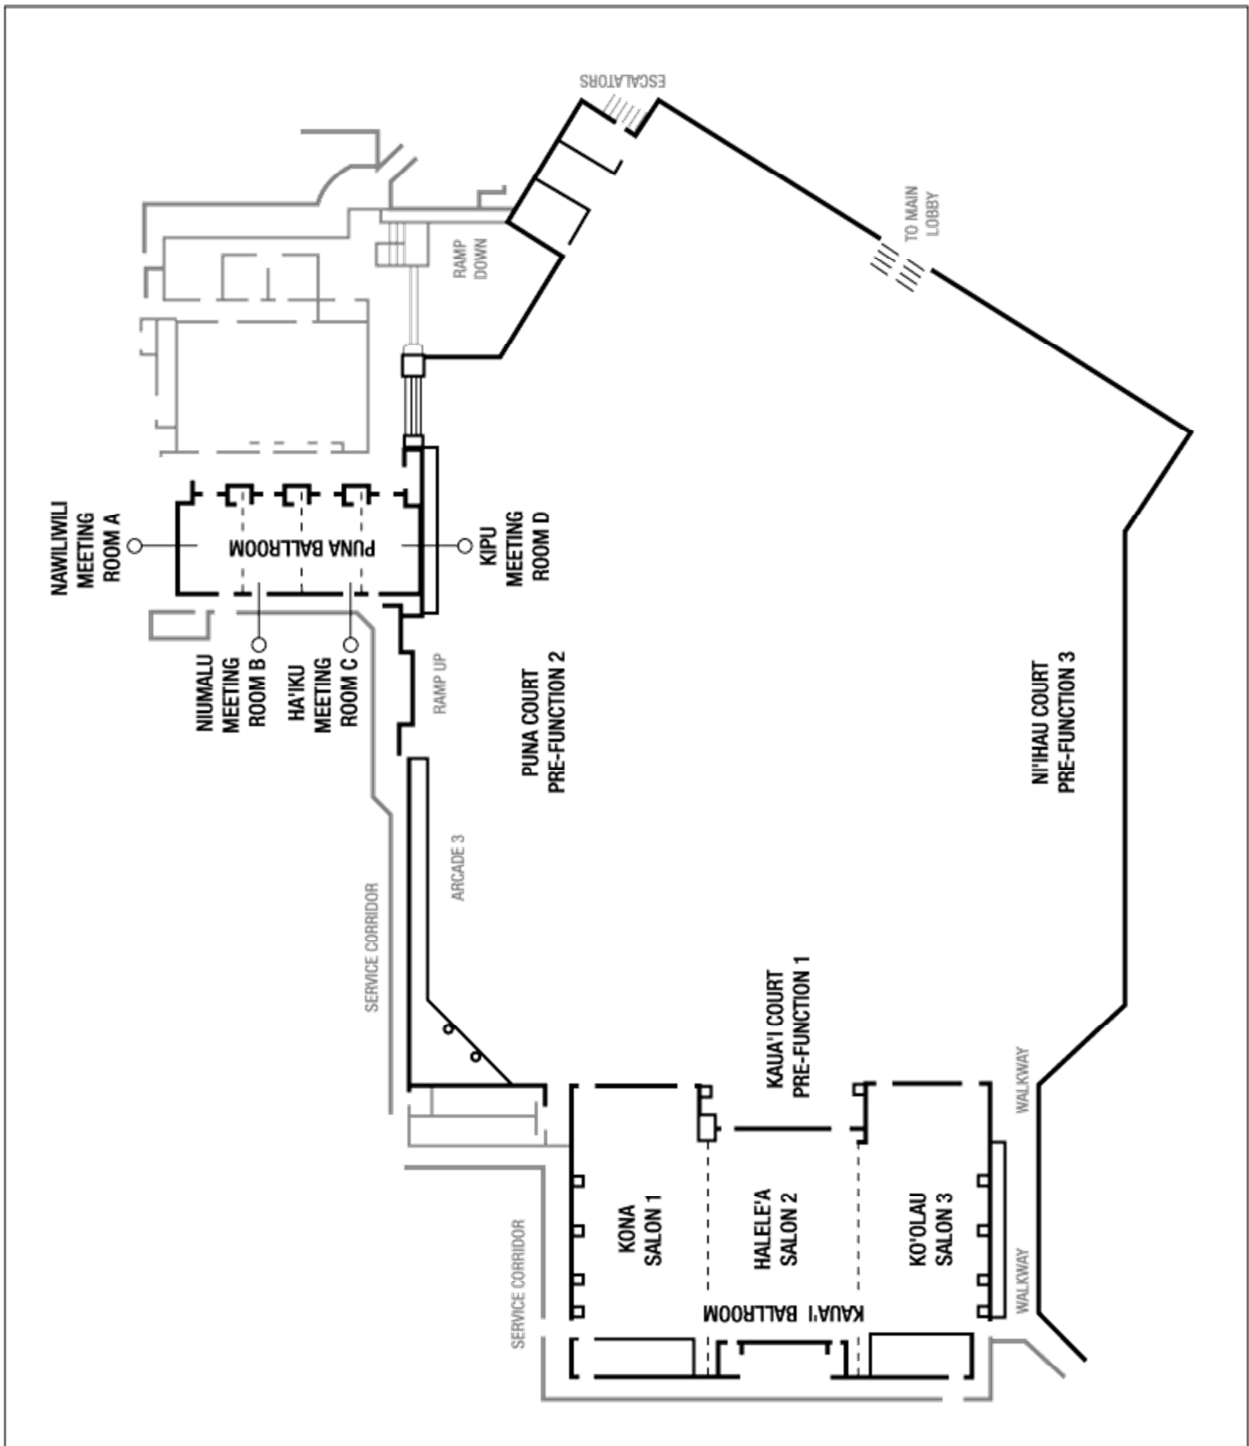 ESCALATORS
TO MAIN
LOBBY
RAMP
DOWN
NAWILIWILI
MEETING
ROOM A
PUNA BALLROOM
KIPU
MEETING
ROOM D
NIUMALU
MEETING
ROOM B
HA'IKU
MEETING
ROOM C
RAMP UP
PUNA COURT
PRE-FUNCTION 2
NI'IHAU COURT
PRE-FUNCTION 3
ARCADE 3
SERVICE CORRIDOR
KAUA'I COURT
PRE-FUNCTION 1
WALKWAY
KONA
SALON 1
HALELE'A
SALON 2
KO'OLAU
SALON 3
SERVICE CORRIDOR
KAUA'I BALLROOM
WALKWAY